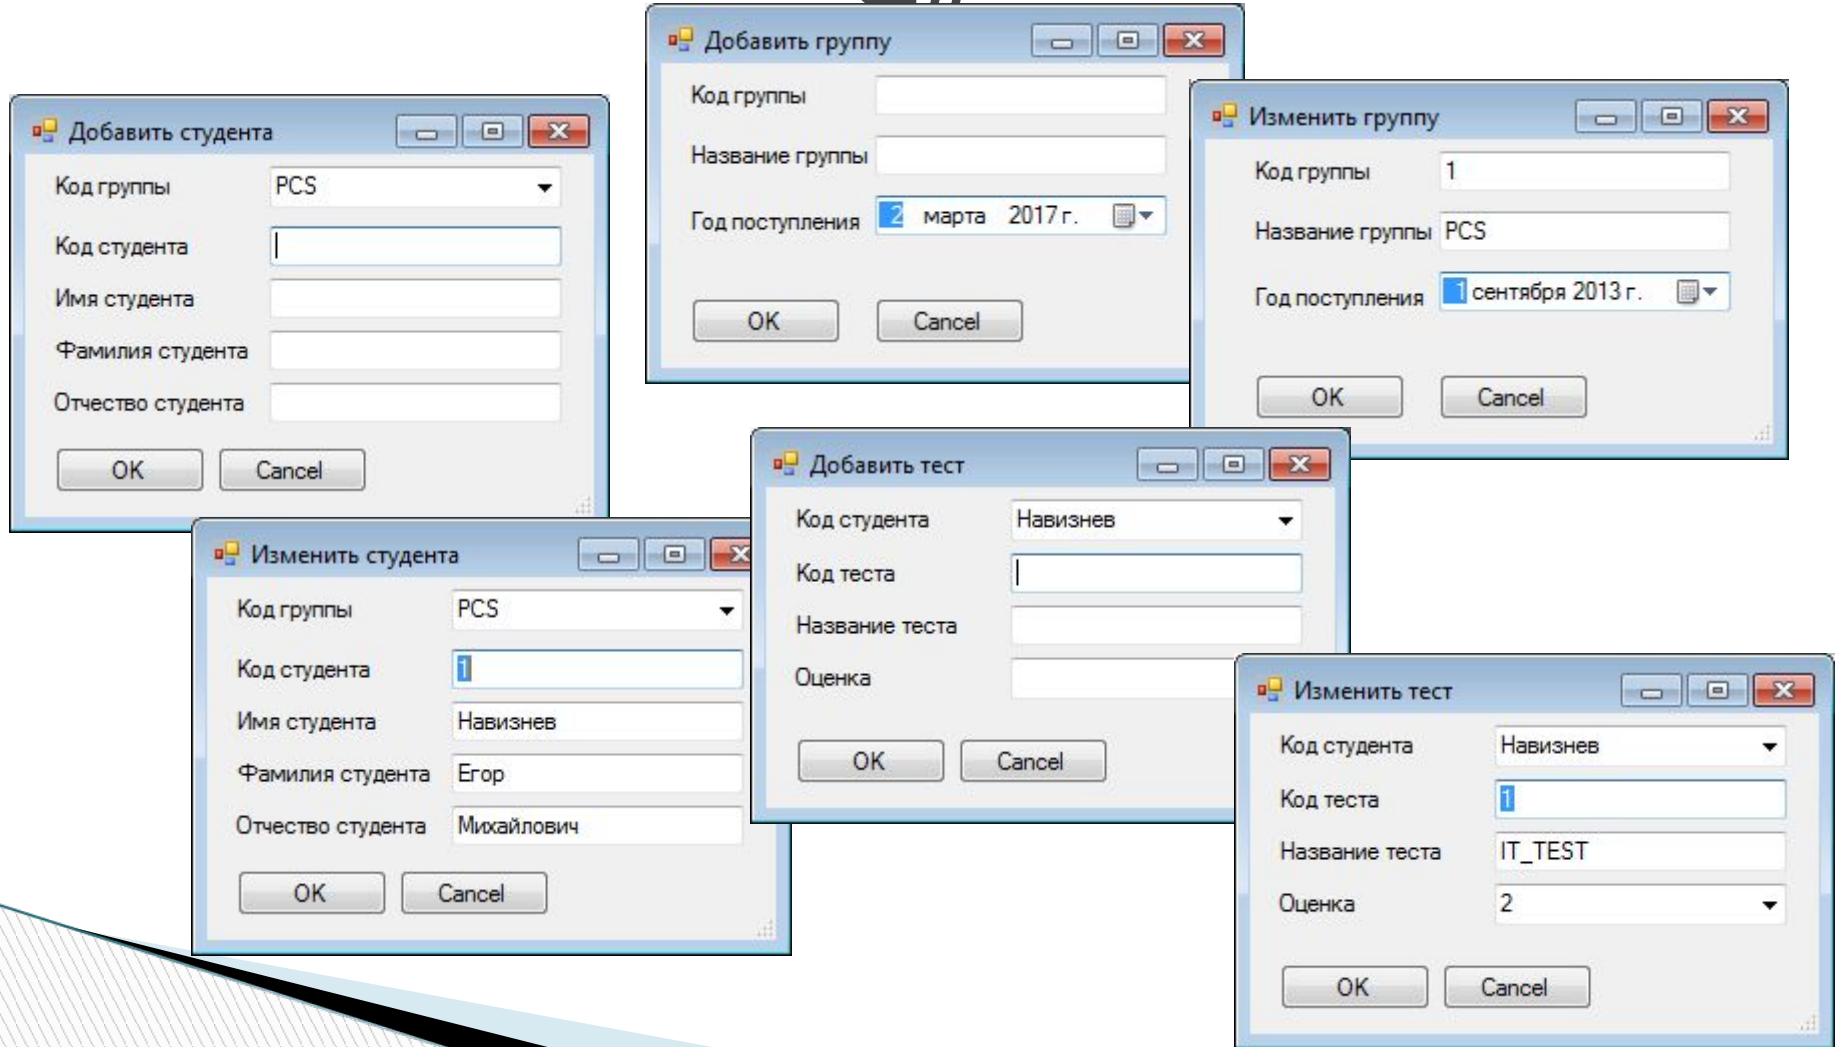 Добавить студента
Код группы PCS
Код студента
Имя студента
Фамилия студента
Отчество студента
OK Cancel
Добавить группу
Код группы
Название группы
Год поступления 2 марта 2017 г.
OK Cancel
Изменить группу
Код группы 1
Название группы PCS
Год поступления 1 сентября 2013 г.
OK Cancel
Изменить студента
Код группы PCS
Код студента 1
Имя студента Навизнев
Фамилия студента Егор
Отчество студента Михайлович
OK Cancel
Добавить тест
Код студента Навизнев
Код теста
Название теста
Оценка
OK Cancel
Изменить тест
Код студента Навизнев
Код теста 1
Название теста IT_TEST
Оценка 2
OK Cancel